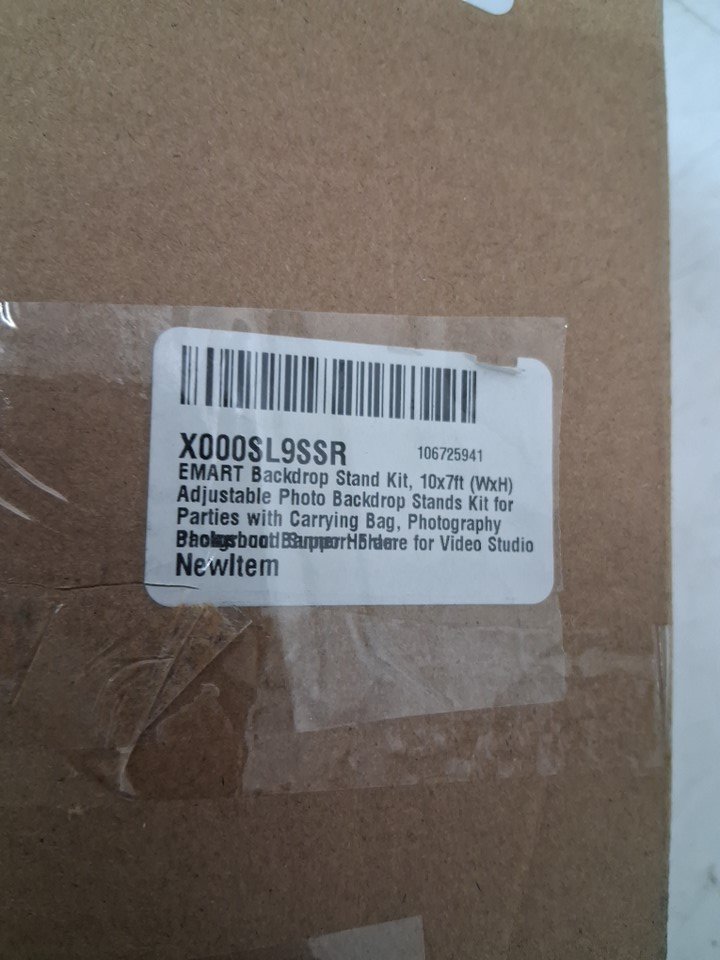 X000SL9SSR 106725941
EMART Backdrop Stand Kit, 10x7ft (WxH)
Adjustable Photo Backdrop Stands Kit for
Parties with Carrying Bag, Photography
for Video Studio
NewItem